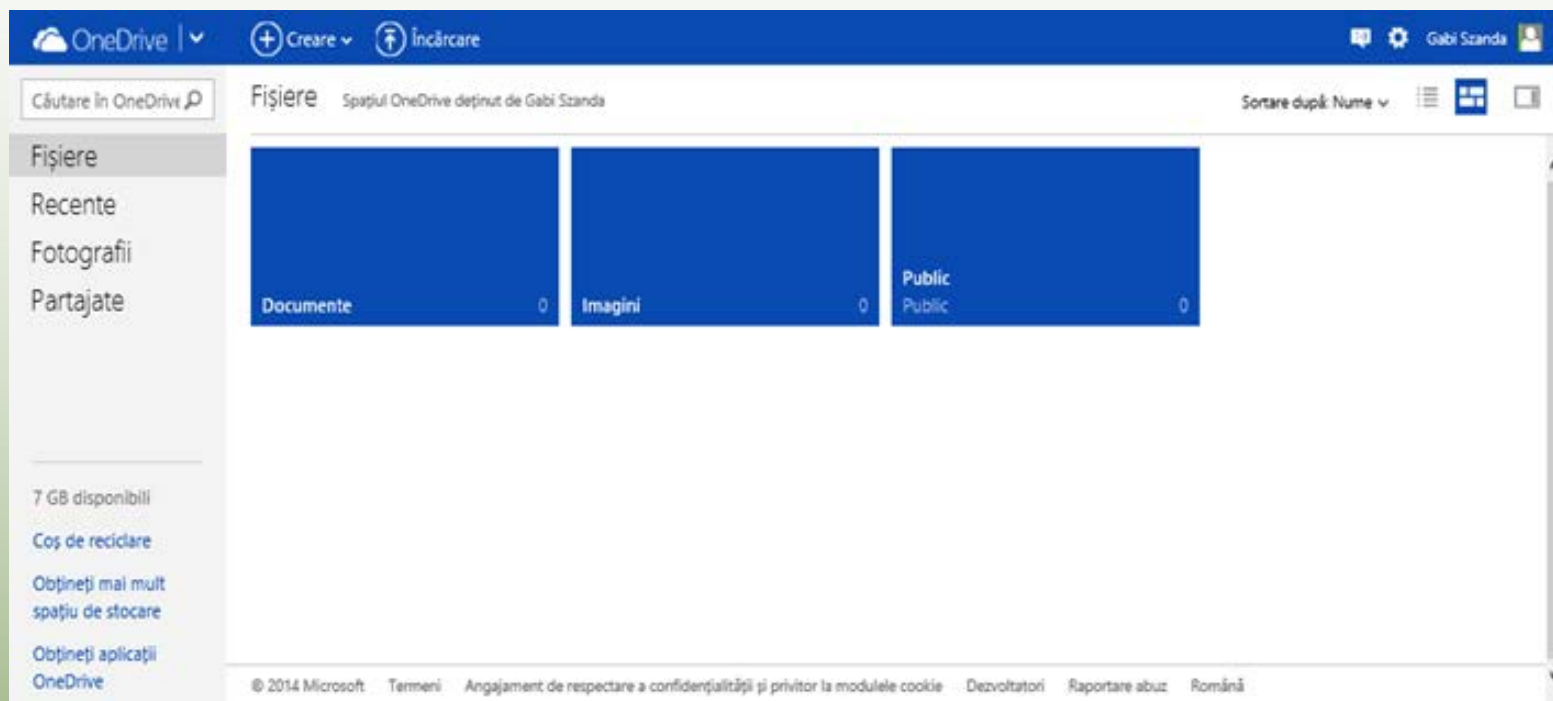 OneDrive
Creare
Încărcare
Gabi Szanda
Căutare în OneDrive
Fișiere
Spațiul OneDrive deținut de Gabi Szanda
Sortare după: Nume
Fișiere
Recente
Fotografii
Partajate
Documente 0
Imagini 0
Public
Public 0
7 GB disponibili
Coș de reciclare
Obțineți mai mult
spațiu de stocare
Obțineți aplicații
OneDrive
© 2014 Microsoft Termeni Angajament de respectare a confidențialității și privitor la modulele cookie Dezvoltatori Raportare abuz Română